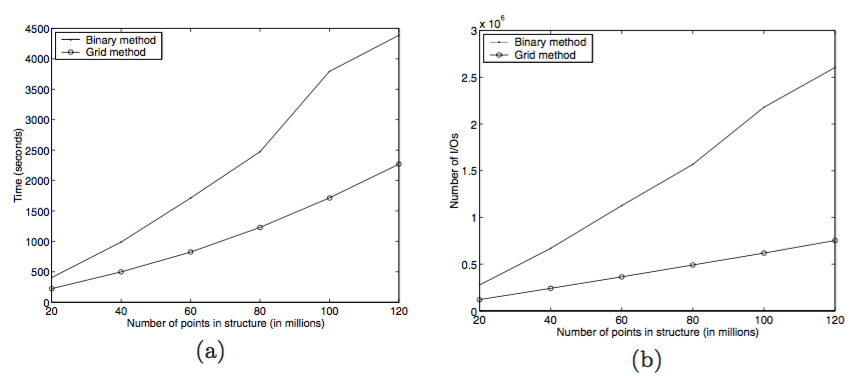 4500
4000
3500
3000
2500
2000
1500
1000
500
0
Time (seconds)
Binary method
Grid method
20 40 60 80 100 120
Number of points in structure (in millions)
(a)
x 10^6
3
2.5
2
1.5
1
0.5
0
Number of I/Os
Binary method
Grid method
20 40 60 80 100 120
Number of points in structure (in millions)
(b)